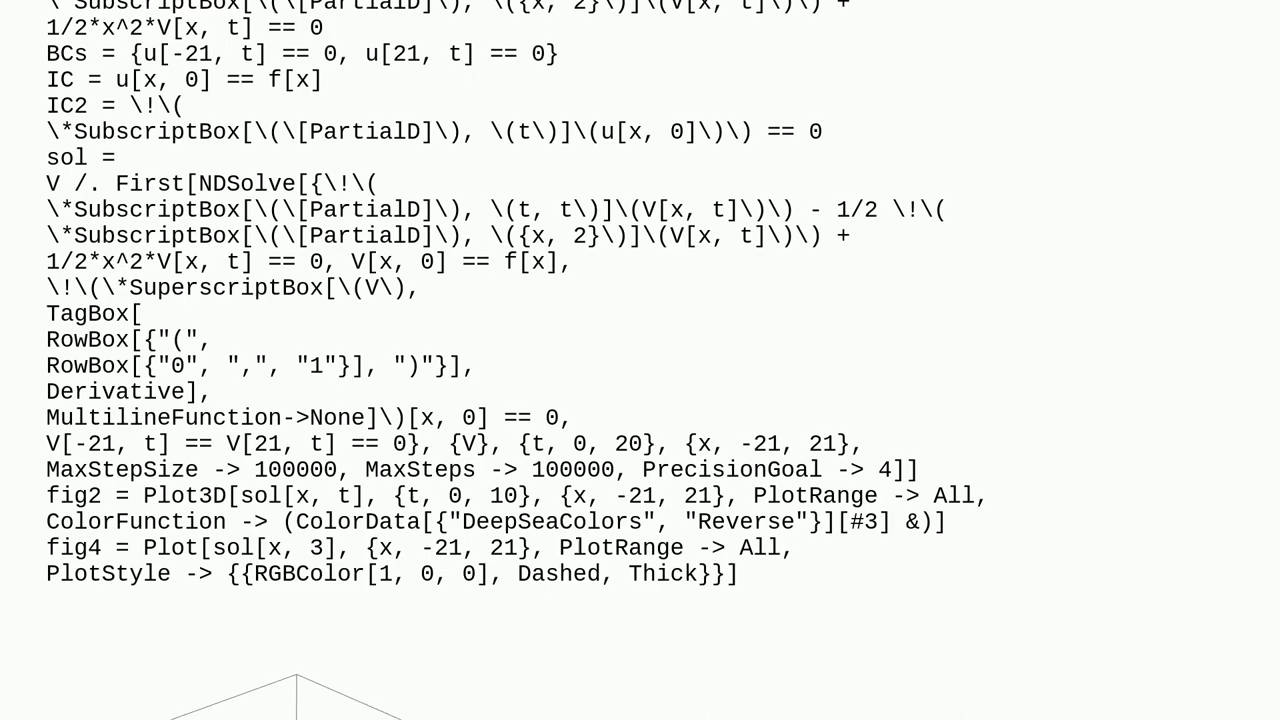 \*SubscriptBox[\(\[PartialD]\), \({x, 2}\)]\(V[x, t]\)\) +
1/2*x^2*V[x, t] == 0
BCs = {u[-21, t] == 0, u[21, t] == 0}
IC = u[x, 0] == f[x]
IC2 = \!\(
\*SubscriptBox[\(\[PartialD]\), \(t\)]\(u[x, 0]\)\) == 0
sol =
V /. First[NDSolve[{\!\(
\*SubscriptBox[\(\[PartialD]\), \(t, t\)]\(V[x, t]\)\) - 1/2 \!\(
\*SubscriptBox[\(\[PartialD]\), \({x, 2}\)]\(V[x, t]\)\) +
1/2*x^2*V[x, t] == 0, V[x, 0] == f[x],
\!\(\*SuperscriptBox[\(V\),
TagBox[
RowBox[{"(",
RowBox[{"0", ",", "1"}], ")"}],
Derivative],
MultilineFunction->None]\)[x, 0] == 0,
V[-21, t] == V[21, t] == 0}, {V}, {t, 0, 20}, {x, -21, 21},
MaxStepSize -> 100000, MaxSteps -> 100000, PrecisionGoal -> 4]]
fig2 = Plot3D[sol[x, t], {t, 0, 10}, {x, -21, 21}, PlotRange -> All,
ColorFunction -> (ColorData[{"DeepSeaColors", "Reverse"}][#3] &)]
fig4 = Plot[sol[x, 3], {x, -21, 21}, PlotRange -> All,
PlotStyle -> {{RGBColor[1, 0, 0], Dashed, Thick}}]